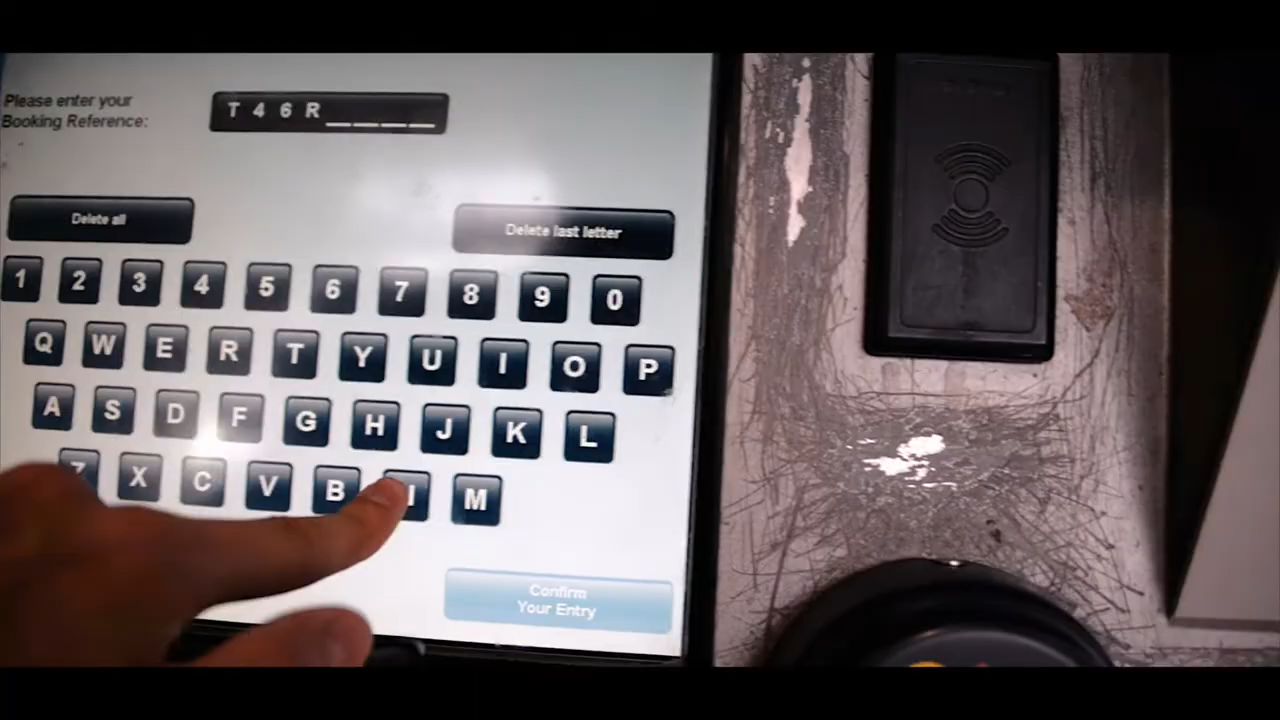 Please enter your
Booking Reference:
T 4 6 R _ _ _ _
Delete all
Delete last letter
1 2 3 4 5 6 7 8 9 0
Q W E R T Y U I O P
A S D F G H J K L
Z X C V B M
Confirm
Your Entry